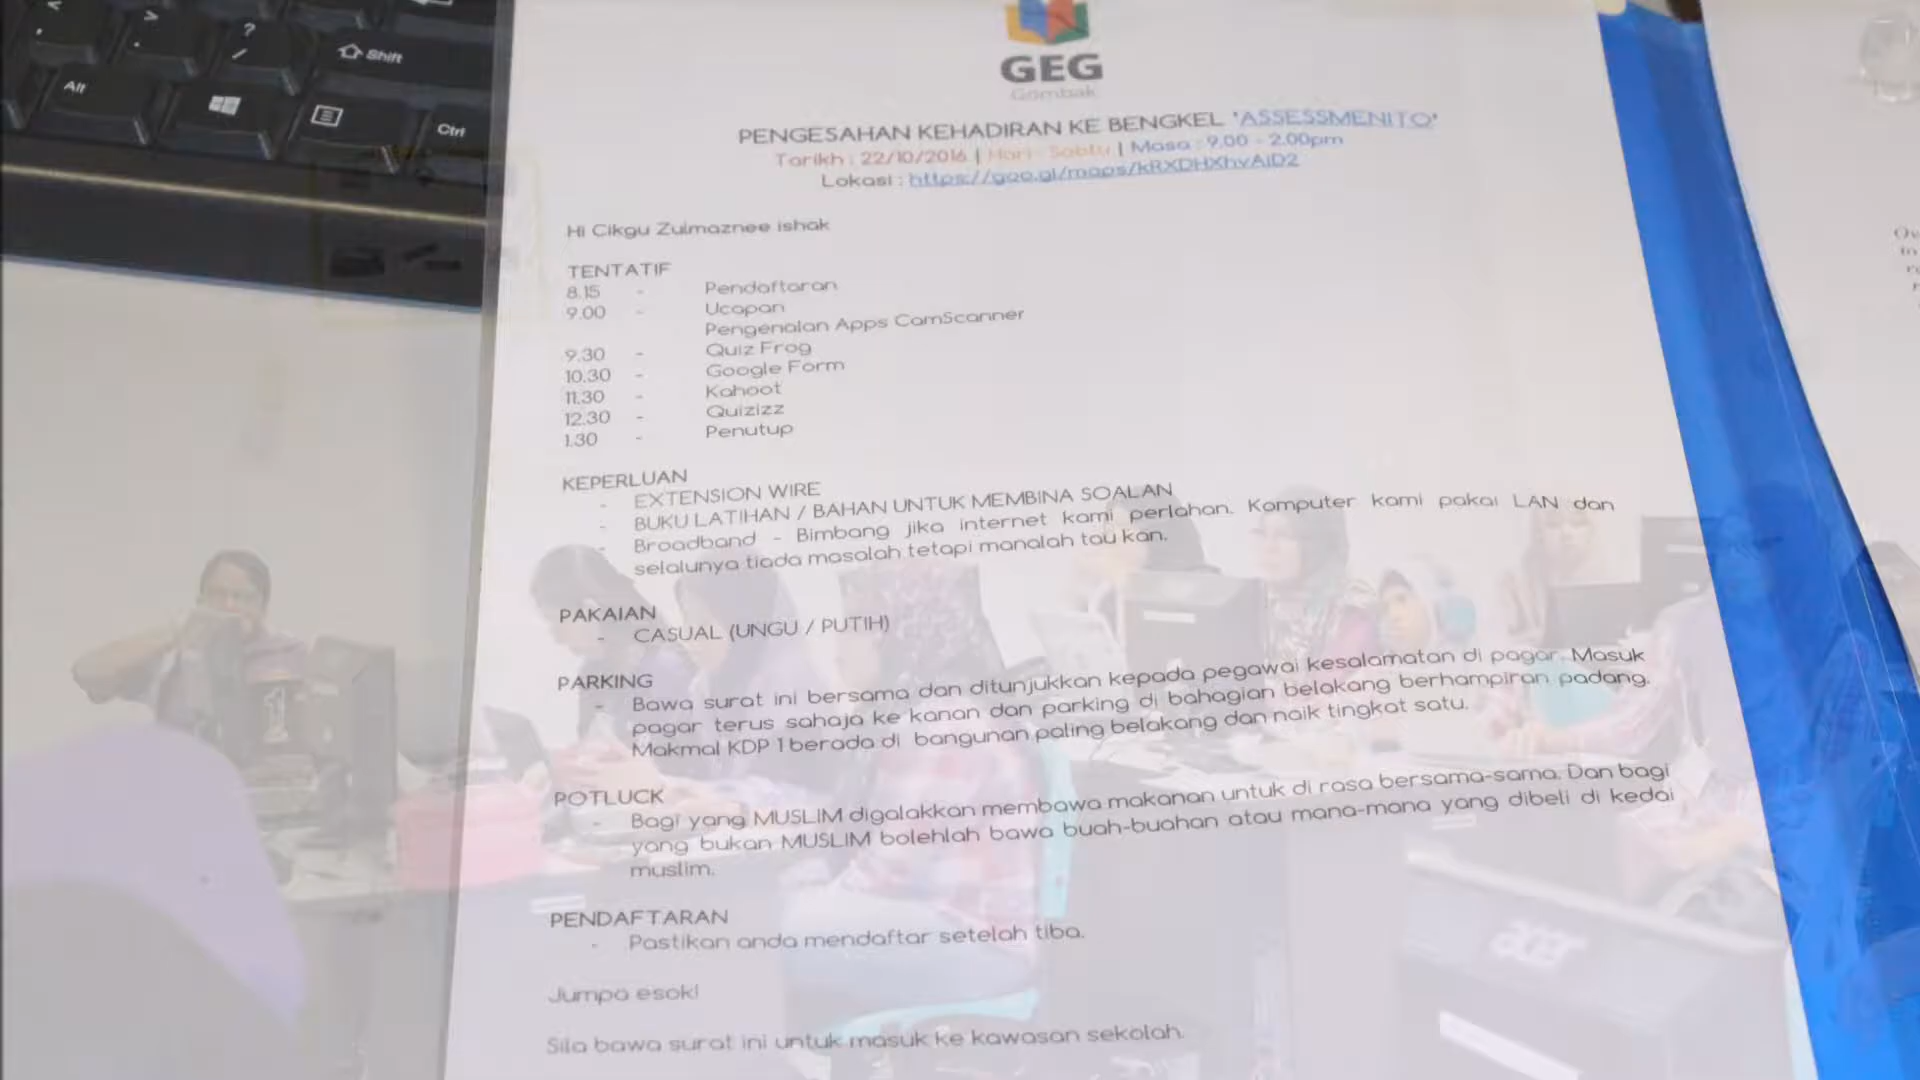 < ,
> .
? /
Shift
Alt
Ctrl
GEG
Gombak
PENGESAHAN KEHADIRAN KE BENGKEL 'ASSESSMENITO'
Tarikh : 22/10/2016 | Hari : Sabtu | Masa : 9.00 - 2.00pm
Lokasi : https://goo.gl/maps/kRXDHXhvAiD2
Hi Cikgu Zulmaznee ishak
TENTATIF
8.15 - Pendaftaran
9.00 - Ucapan
Pengenalan Apps CamScanner
9.30 - Quiz Frog
10.30 - Google Form
11.30 - Kahoot
12.30 - Quizizz
1.30 - Penutup
KEPERLUAN
- EXTENSION WIRE
- BUKU LATIHAN / BAHAN UNTUK MEMBINA SOALAN
- Broadband - Bimbang jika internet kami perlahan. Komputer kami pakai LAN dan
selalunya tiada masalah tetapi manalah tau kan.
PAKAIAN
- CASUAL (UNGU / PUTIH)
PARKING
- Bawa surat ini bersama dan ditunjukkan kepada pegawai kesalamatan di pagar. Masuk
pagar terus sahaja ke kanan dan parking di bahagian belakang berhampiran padang.
Makmal KDP 1 berada di bangunan paling belakang dan naik tingkat satu.
POTLUCK
- Bagi yang MUSLIM digalakkan membawa makanan untuk di rasa bersama-sama. Dan bagi
yang bukan MUSLIM bolehlah bawa buah-buahan atau mana-mana yang dibeli di kedai
muslim.
PENDAFTARAN
- Pastikan anda mendaftar setelah tiba.
Jumpa esok!
Sila bawa surat ini untuk masuk ke kawasan sekolah.
1
acer